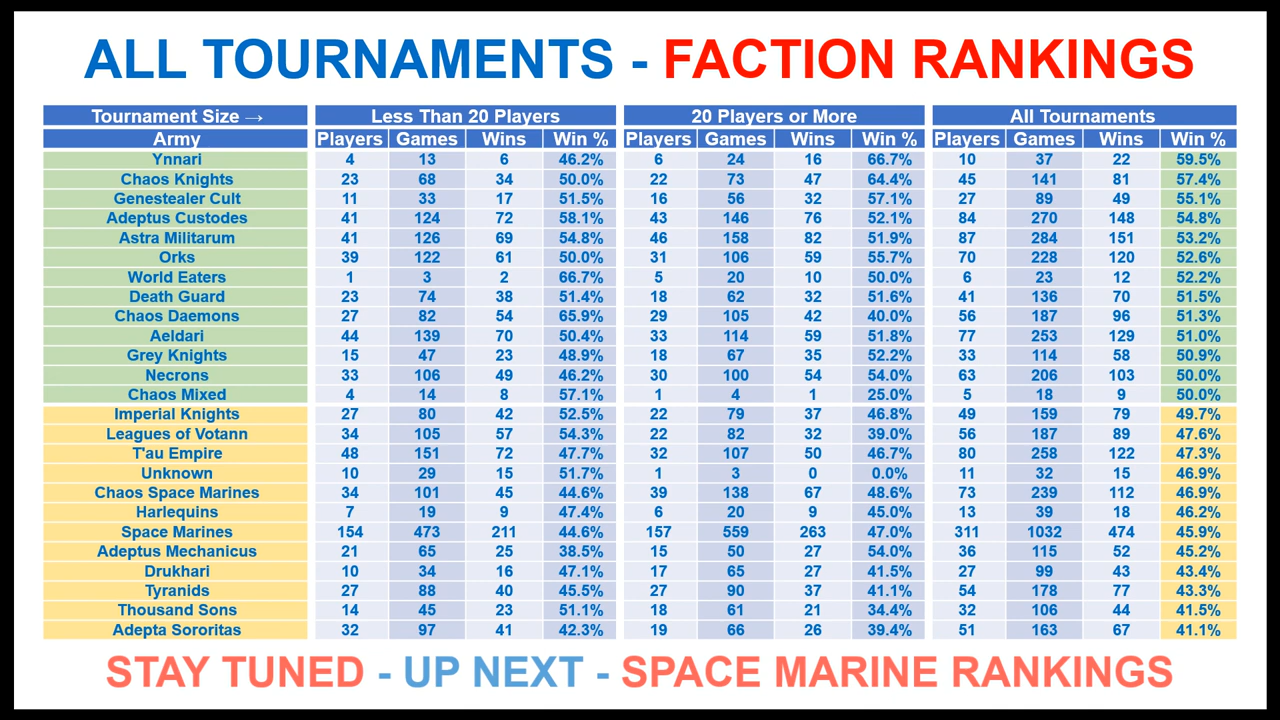 ALL TOURNAMENTS - FACTION RANKINGS
Tournament Size → Less Than 20 Players 20 Players or More All Tournaments
Army Players Games Wins Win % Players Games Wins Win % Players Games Wins Win %
Ynnari 4 13 6 46.2% 6 24 16 66.7% 10 37 22 59.5%
Chaos Knights 23 68 34 50.0% 22 73 47 64.4% 45 141 81 57.4%
Genestealer Cult 11 33 17 51.5% 16 56 32 57.1% 27 89 49 55.1%
Adeptus Custodes 41 124 72 58.1% 43 146 76 52.1% 84 270 148 54.8%
Astra Militarum 41 126 69 54.8% 46 158 82 51.9% 87 284 151 53.2%
Orks 39 122 61 50.0% 31 106 59 55.7% 70 228 120 52.6%
World Eaters 1 3 2 66.7% 5 20 10 50.0% 6 23 12 52.2%
Death Guard 23 74 38 51.4% 18 62 32 51.6% 41 136 70 51.5%
Chaos Daemons 27 82 54 65.9% 29 105 42 40.0% 56 187 96 51.3%
Aeldari 44 139 70 50.4% 33 114 59 51.8% 77 253 129 51.0%
Grey Knights 15 47 23 48.9% 18 67 35 52.2% 33 114 58 50.9%
Necrons 33 106 49 46.2% 30 100 54 54.0% 63 206 103 50.0%
Chaos Mixed 4 14 8 57.1% 1 4 1 25.0% 5 18 9 50.0%
Imperial Knights 27 80 42 52.5% 22 79 37 46.8% 49 159 79 49.7%
Leagues of Votann 34 105 57 54.3% 22 82 32 39.0% 56 187 89 47.6%
T'au Empire 48 151 72 47.7% 32 107 50 46.7% 80 258 122 47.3%
Unknown 10 29 15 51.7% 1 3 0 0.0% 11 32 15 46.9%
Chaos Space Marines 34 101 45 44.6% 39 138 67 48.6% 73 239 112 46.9%
Harlequins 7 19 9 47.4% 6 20 9 45.0% 13 39 18 46.2%
Space Marines 154 473 211 44.6% 157 559 263 47.0% 311 1032 474 45.9%
Adeptus Mechanicus 21 65 25 38.5% 15 50 27 54.0% 36 115 52 45.2%
Drukhari 10 34 16 47.1% 17 65 27 41.5% 27 99 43 43.4%
Tyranids 27 88 40 45.5% 27 90 37 41.1% 54 178 77 43.3%
Thousand Sons 14 45 23 51.1% 18 61 21 34.4% 32 106 44 41.5%
Adepta Sororitas 32 97 41 42.3% 19 66 26 39.4% 51 163 67 41.1%
STAY TUNED - UP NEXT - SPACE MARINE RANKINGS